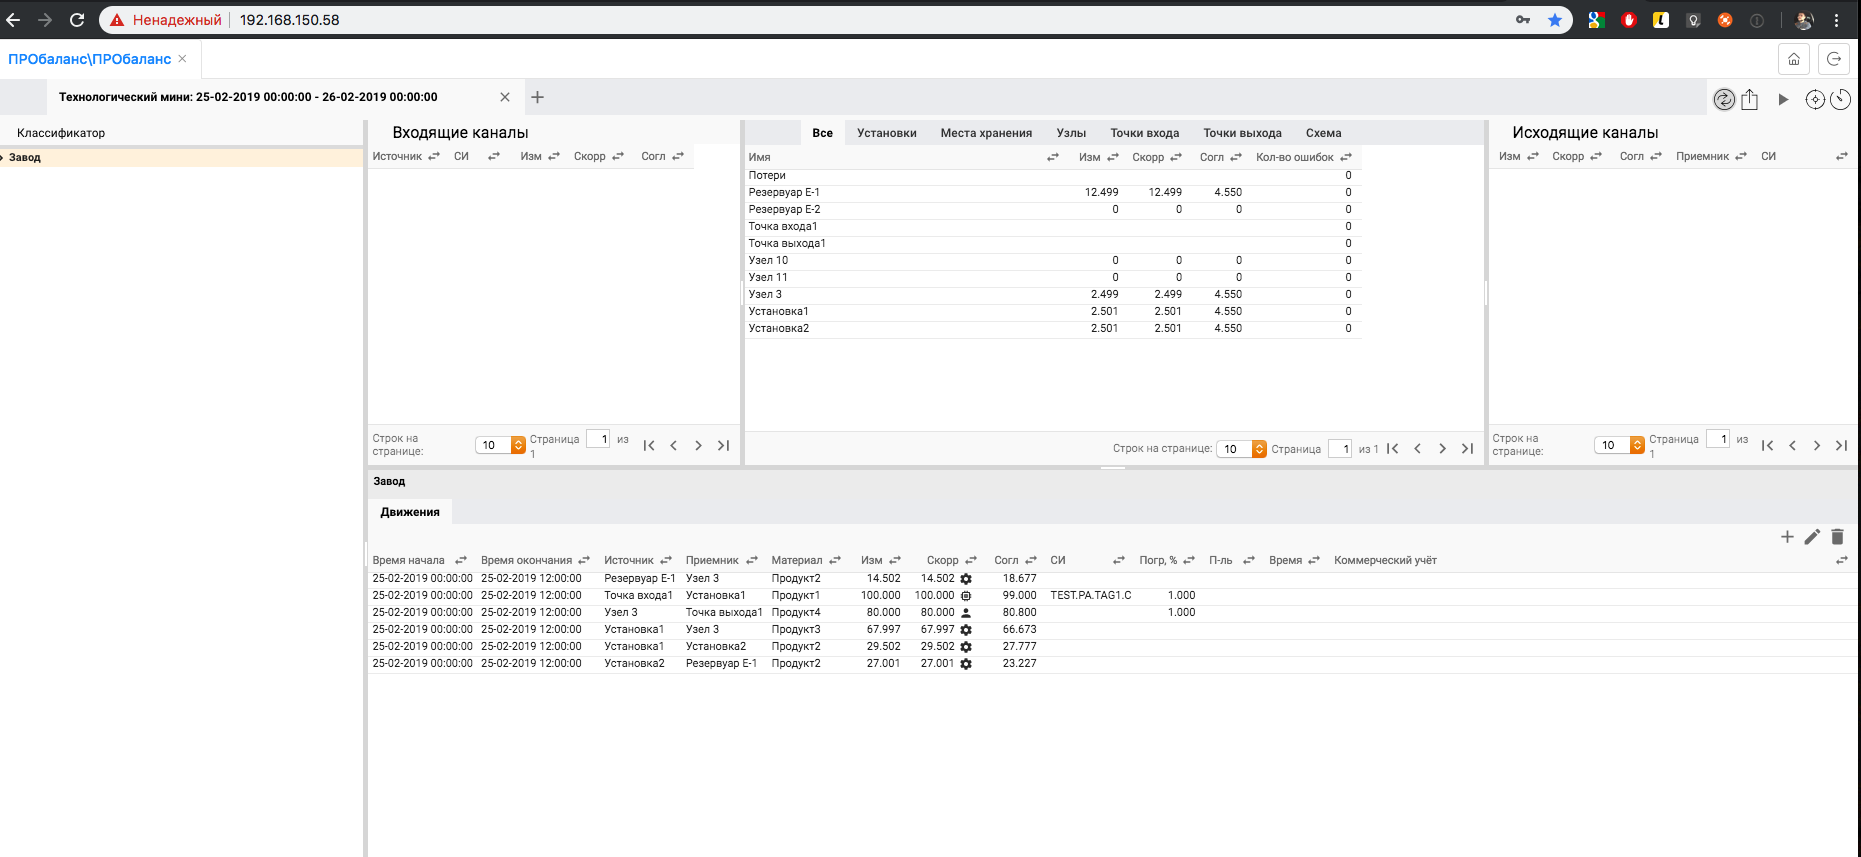 Ненадежный 192.168.150.58
ПРОбаланс\ПРОбаланс
Технологический мини: 25-02-2019 00:00:00 - 26-02-2019 00:00:00
Классификатор
Завод
Входящие каналы
Источник СИ Изм Скорр Согл
Строк на странице: 10 Страница 1 из 1
Все Установки Места хранения Узлы Точки входа Точки выхода Схема
Имя Изм Скорр Согл Кол-во ошибок
Потери 0
Резервуар Е-1 12.499 12.499 4.550 0
Резервуар Е-2 0 0 0 0
Точка входа1 0
Точка выхода1 0
Узел 10 0 0 0 0
Узел 11 0 0 0 0
Узел 3 2.499 2.499 4.550 0
Установка1 2.501 2.501 4.550 0
Установка2 2.501 2.501 4.550 0
Строк на странице: 10 Страница 1 из 1
Исходящие каналы
Изм Скорр Согл Приемник СИ
Строк на странице: 10 Страница 1 из 1
Завод
Движения
Время начала Время окончания Источник Приемник Материал Изм Скорр Согл СИ Погр, % П-ль Время Коммерческий учёт
25-02-2019 00:00:00 25-02-2019 12:00:00 Резервуар Е-1 Узел 3 Продукт2 14.502 14.502 18.677
25-02-2019 00:00:00 25-02-2019 12:00:00 Точка входа1 Установка1 Продукт1 100.000 100.000 99.000 TEST.PA.TAG1.C 1.000
25-02-2019 00:00:00 25-02-2019 12:00:00 Узел 3 Точка выхода1 Продукт4 80.000 80.000 80.800 1.000
25-02-2019 00:00:00 25-02-2019 12:00:00 Установка1 Узел 3 Продукт3 67.997 67.997 66.673
25-02-2019 00:00:00 25-02-2019 12:00:00 Установка1 Установка2 Продукт2 29.502 29.502 27.777
25-02-2019 00:00:00 25-02-2019 12:00:00 Установка2 Резервуар Е-1 Продукт2 27.001 27.001 23.227